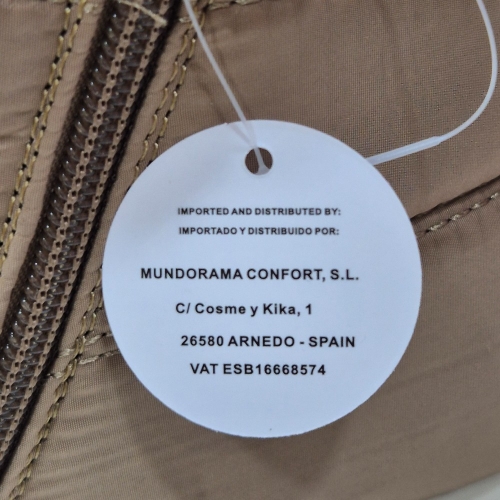 IMPORTED AND DISTRIBUTED BY:
IMPORTADO Y DISTRIBUIDO POR:
MUNDORAMA CONFORT, S.L.
C/ Cosme y Kika, 1
26580 ARNEDO - SPAIN
VAT ESB16668574